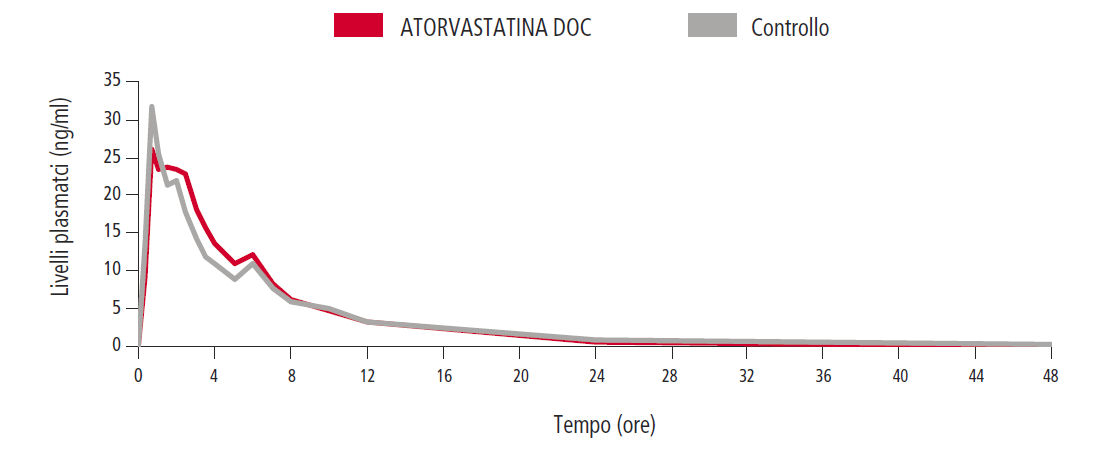 ATORVASTATINA DOC
Controllo
Livelli plasmatci (ng/ml)
35
30
25
20
15
10
5
0
0 4 8 12 16 20 24 28 32 36 40 44 48
Tempo (ore)